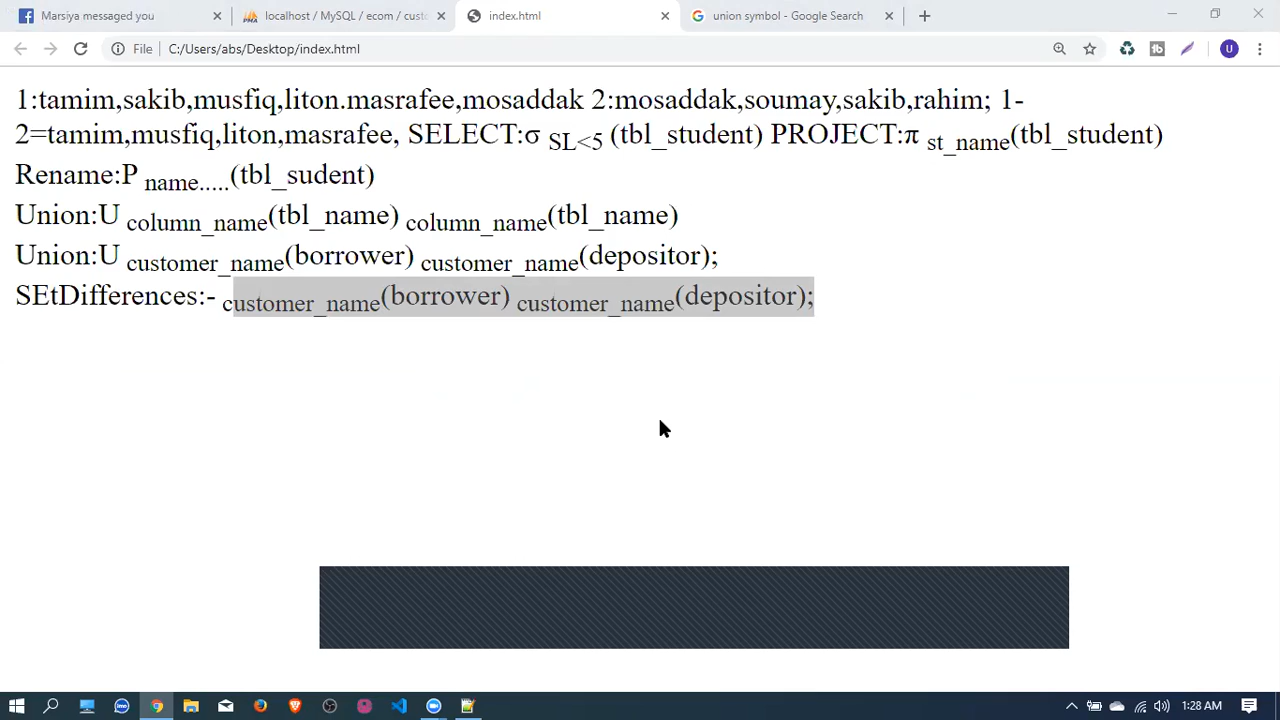 Marsiya messaged you
localhost / MySQL / ecom / cust
index.html
union symbol - Google Search
File
C:/Users/abs/Desktop/index.html
1:tamim,sakib,musfiq,liton.masrafee,mosaddak 2:mosaddak,soumay,sakib,rahim; 1-
2=tamim,musfiq,liton,masrafee, SELECT:σ SL<5 (tbl_student) PROJECT:π st_name(tbl_student)
Rename:P name.....(tbl_sudent)
Union:U column_name(tbl_name) column_name(tbl_name)
Union:U customer_name(borrower) customer_name(depositor);
SEtDifferences:- customer_name(borrower) customer_name(depositor);
1:28 AM